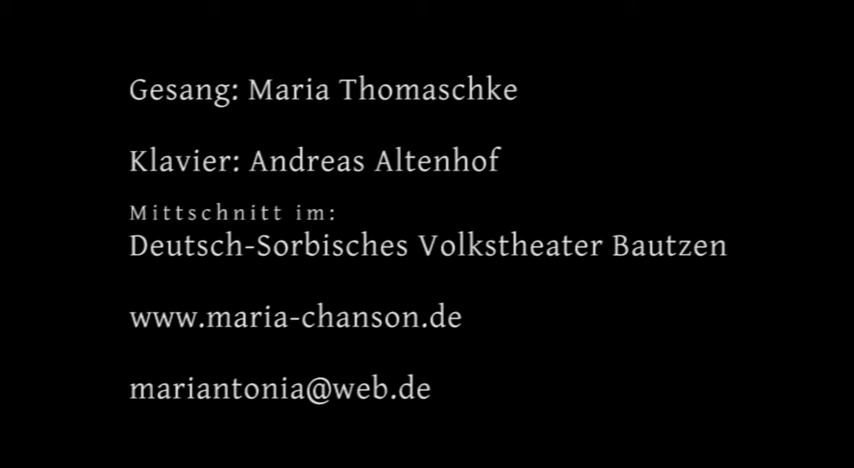 Gesang: Maria Thomaschke
Klavier: Andreas Altenhof
Mittschnitt im:
Deutsch-Sorbisches Volkstheater Bautzen
www.maria-chanson.de
mariantonia@web.de